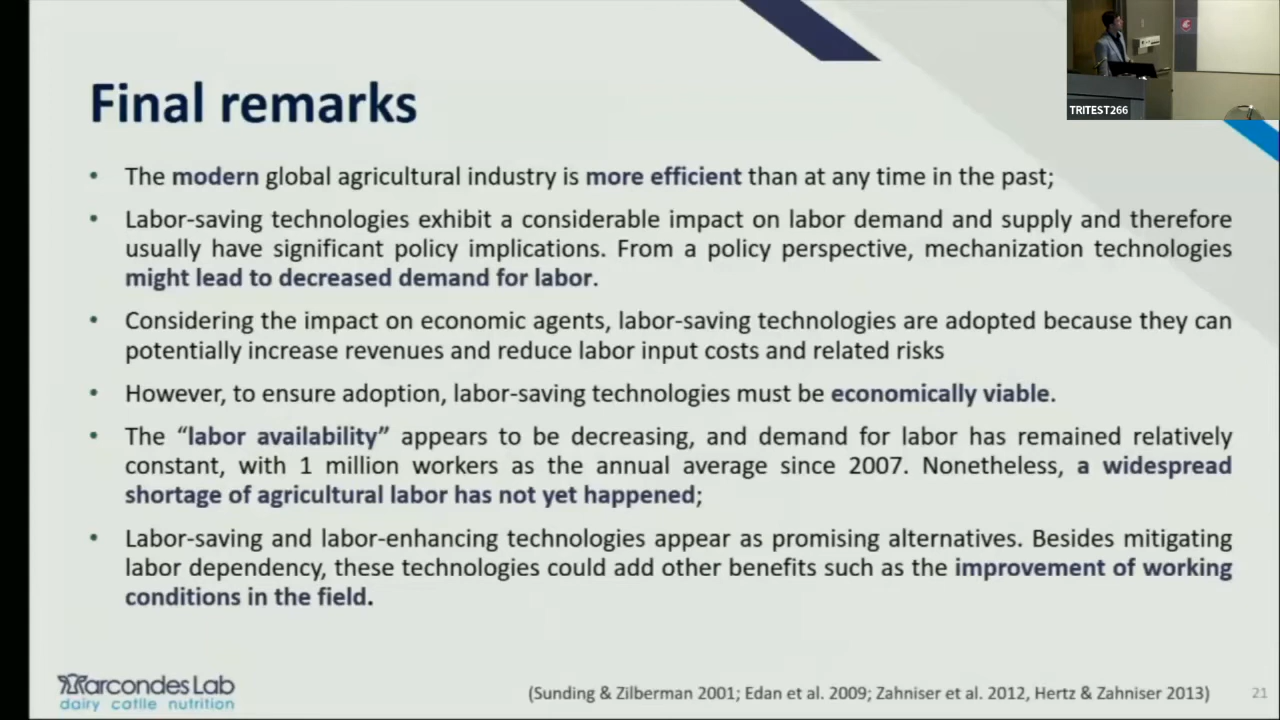 TRITEST266
Final remarks
• The modern global agricultural industry is more efficient than at any time in the past;
• Labor-saving technologies exhibit a considerable impact on labor demand and supply and therefore
usually have significant policy implications. From a policy perspective, mechanization technologies
might lead to decreased demand for labor.
• Considering the impact on economic agents, labor-saving technologies are adopted because they can
potentially increase revenues and reduce labor input costs and related risks
• However, to ensure adoption, labor-saving technologies must be economically viable.
• The “labor availability” appears to be decreasing, and demand for labor has remained relatively
constant, with 1 million workers as the annual average since 2007. Nonetheless, a widespread
shortage of agricultural labor has not yet happened;
• Labor-saving and labor-enhancing technologies appear as promising alternatives. Besides mitigating
labor dependency, these technologies could add other benefits such as the improvement of working
conditions in the field.
Marcondes Lab
dairy cattle nutrition
(Sunding & Zilberman 2001; Edan et al. 2009; Zahniser et al. 2012, Hertz & Zahniser 2013)
21